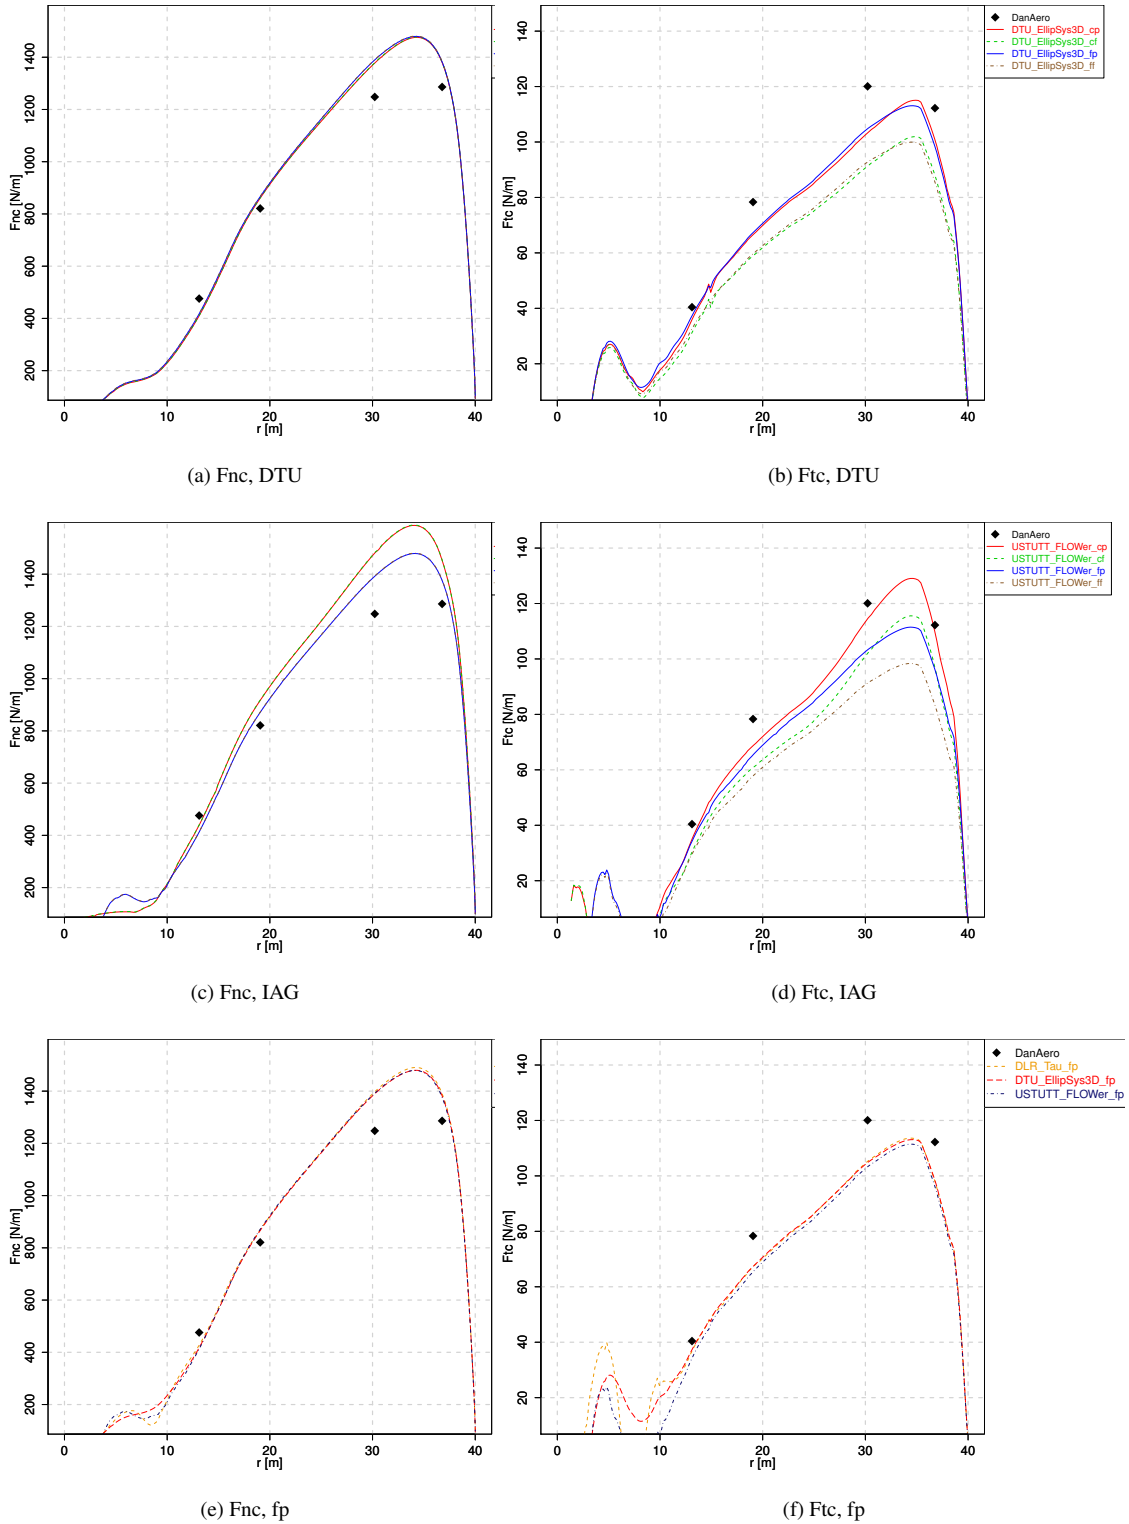 Fnc [N/m]
1400
1200
1000
800
600
400
200
0
10
20
30
40
r [m]
(a) Fnc, DTU
Ftc [N/m]
140
120
100
80
60
40
20
0
10
20
30
40
r [m]
DanAero
DTU_EllipSys3D_cp
DTU_EllipSys3D_cf
DTU_EllipSys3D_fp
DTU_EllipSys3D_ff
(b) Ftc, DTU
Fnc [N/m]
1400
1200
1000
800
600
400
200
0
10
20
30
40
r [m]
(c) Fnc, IAG
Ftc [N/m]
140
120
100
80
60
40
20
0
10
20
30
40
r [m]
DanAero
USTUTT_FLOWer_cp
USTUTT_FLOWer_cf
USTUTT_FLOWer_fp
USTUTT_FLOWer_ff
(d) Ftc, IAG
Fnc [N/m]
1400
1200
1000
800
600
400
200
0
10
20
30
40
r [m]
(e) Fnc, fp
Ftc [N/m]
140
120
100
80
60
40
20
0
10
20
30
40
r [m]
DanAero
DLR_Tau_fp
DTU_EllipSys3D_fp
USTUTT_FLOWer_fp
(f) Ftc, fp